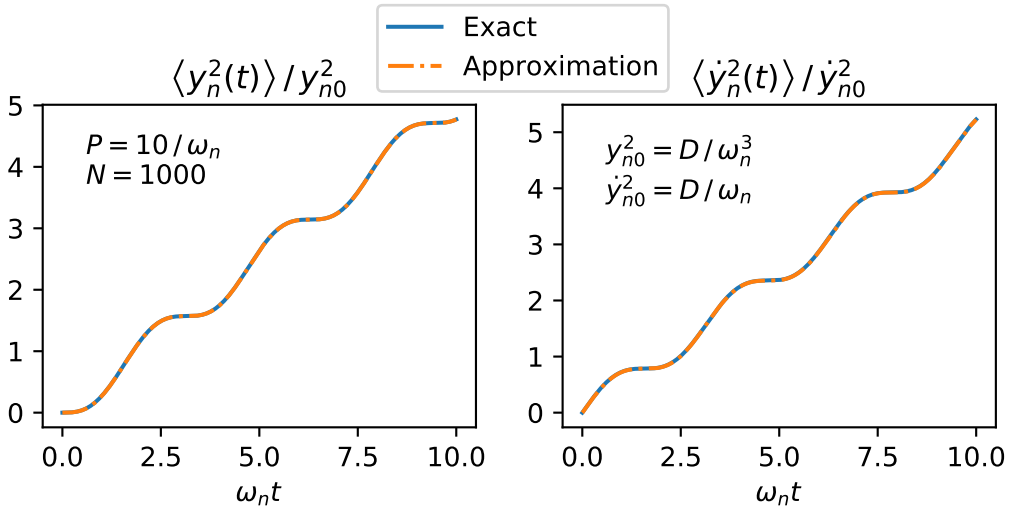 Exact
Approximation
⟨y_n^2(t)⟩ / y_{n0}^2
5
4
3
2
1
0
P = 10 / ω_n
N = 1000
0.0 2.5 5.0 7.5 10.0
ω_n t
⟨ẏ_n^2(t)⟩ / ẏ_{n0}^2
5
4
3
2
1
0
y_{n0}^2 = D / ω_n^3
ẏ_{n0}^2 = D / ω_n
0.0 2.5 5.0 7.5 10.0
ω_n t